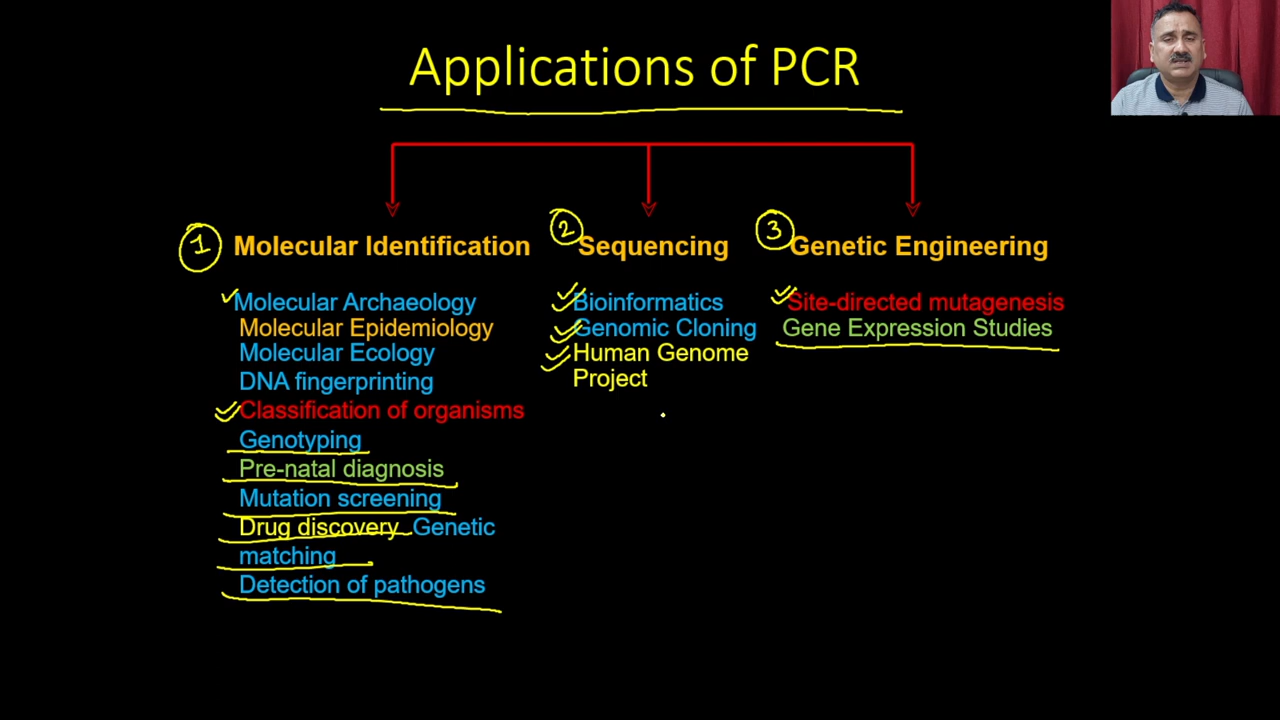 Applications of PCR
1
Molecular Identification
Molecular Archaeology
Molecular Epidemiology
Molecular Ecology
DNA fingerprinting
Classification of organisms
Genotyping
Pre-natal diagnosis
Mutation screening
Drug discovery Genetic
matching
Detection of pathogens
2
Sequencing
Bioinformatics
Genomic Cloning
Human Genome
Project
3
Genetic Engineering
Site-directed mutagenesis
Gene Expression Studies